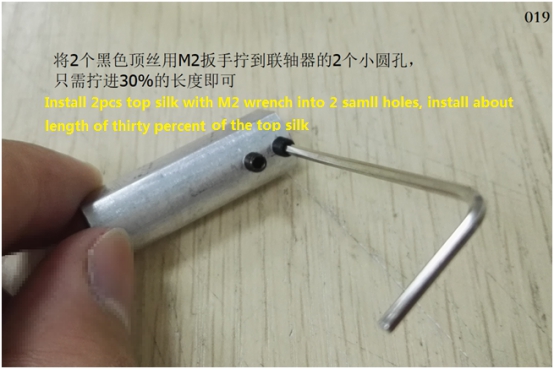 019
将2个黑色顶丝用M2扳手拧到联轴器的2个小圆孔，
只需拧进30%的长度即可
Install 2pcs top silk with M2 wrench into 2 samll holes, install about
length of thirty percent of the top silk